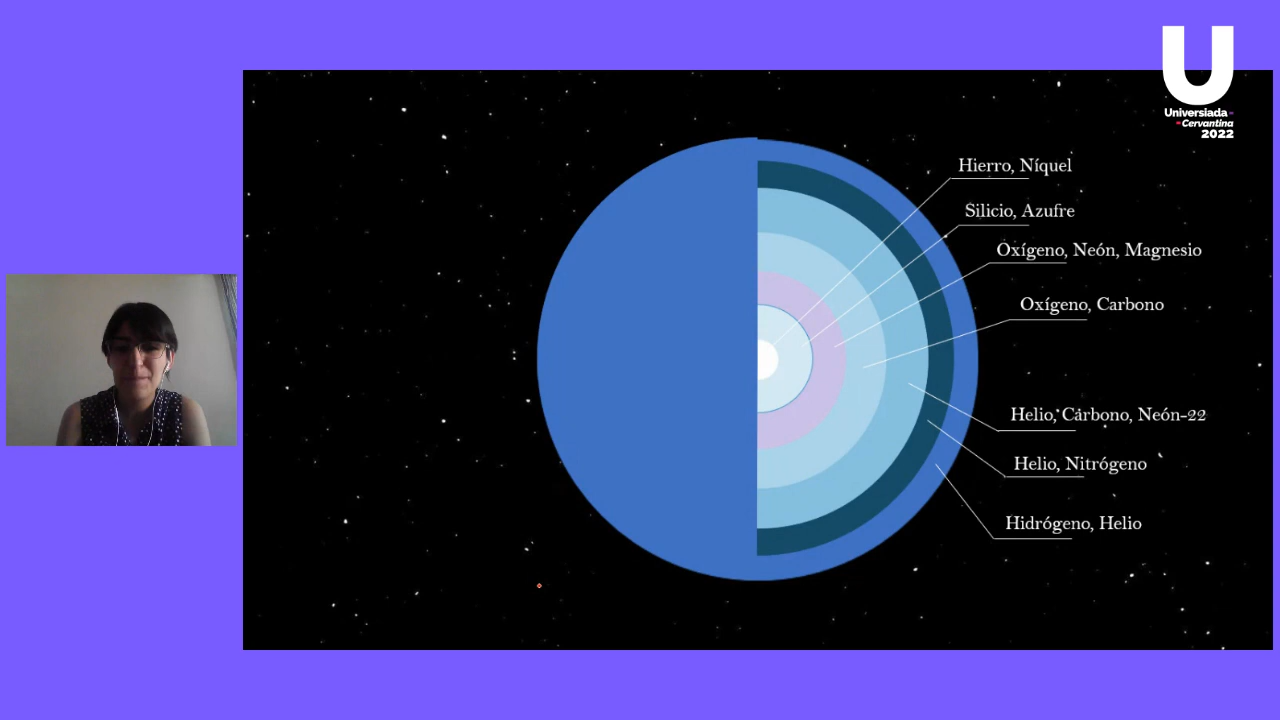 U
Universiada
Cervantina
2022
Hierro, Níquel
Silicio, Azufre
Oxígeno, Neón, Magnesio
Oxígeno, Carbono
Helio, Carbono, Neón-22
Helio, Nitrógeno
Hidrógeno, Helio